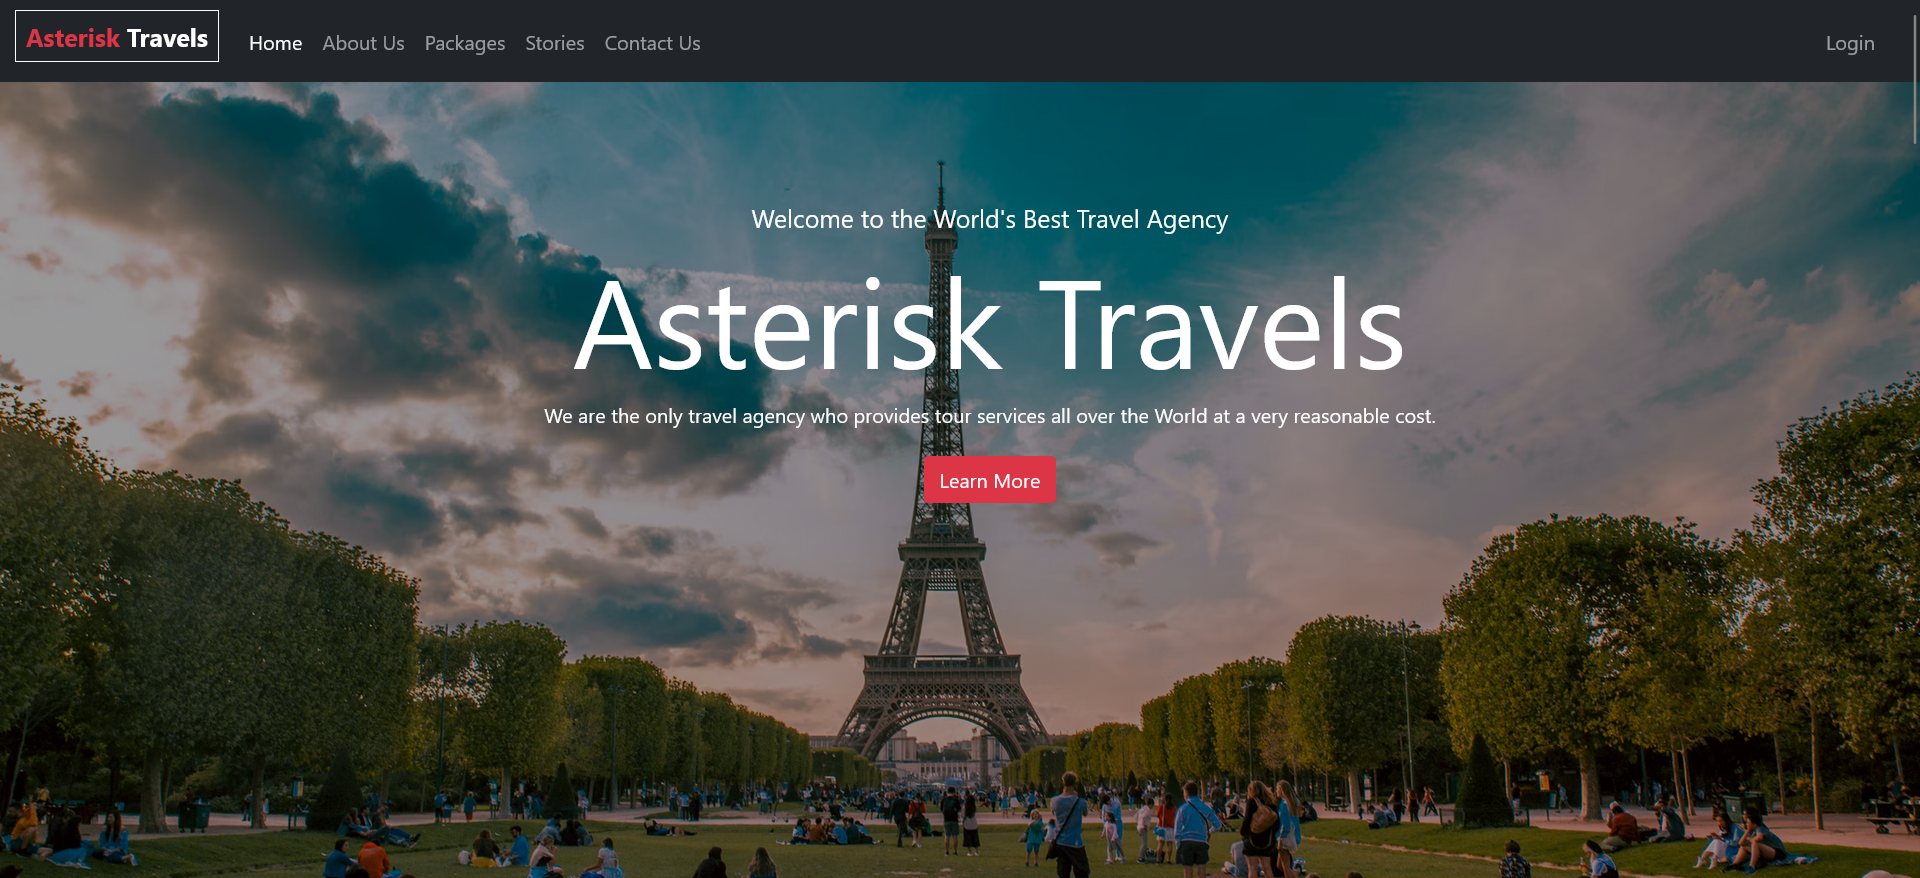 Asterisk Travels
Home About Us Packages Stories Contact Us Login
Welcome to the World's Best Travel Agency
Asterisk Travels
We are the only travel agency who provides tour services all over the World at a very reasonable cost.
Learn More